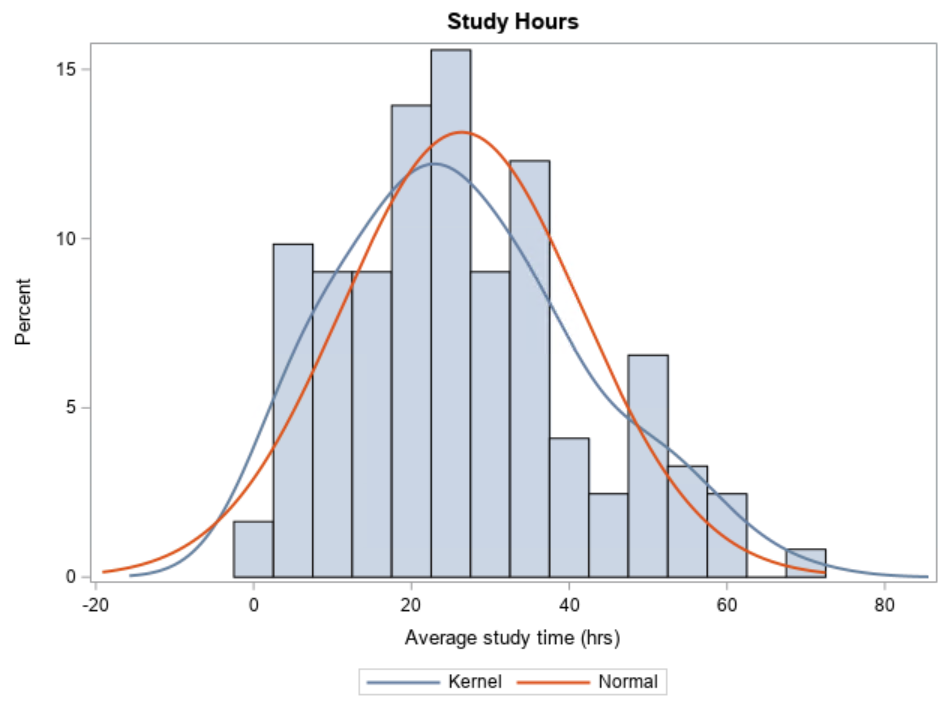 Study Hours
15
10
5
0
Percent
-20 0 20 40 60 80
Average study time (hrs)
Kernel Normal